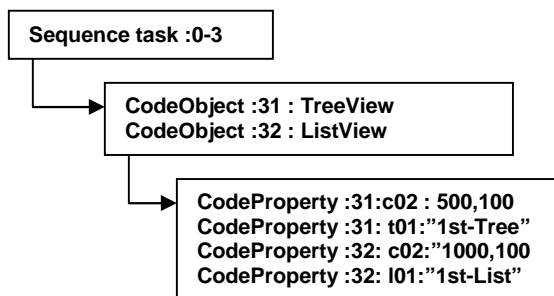 Sequence task :0-3
CodeObject :31 : TreeView
CodeObject :32 : ListView
CodeProperty :31:c02 : 500,100
CodeProperty :31: t01:”1st-Tree”
CodeProperty :32: c02:”1000,100
CodeProperty :32: l01:”1st-List”